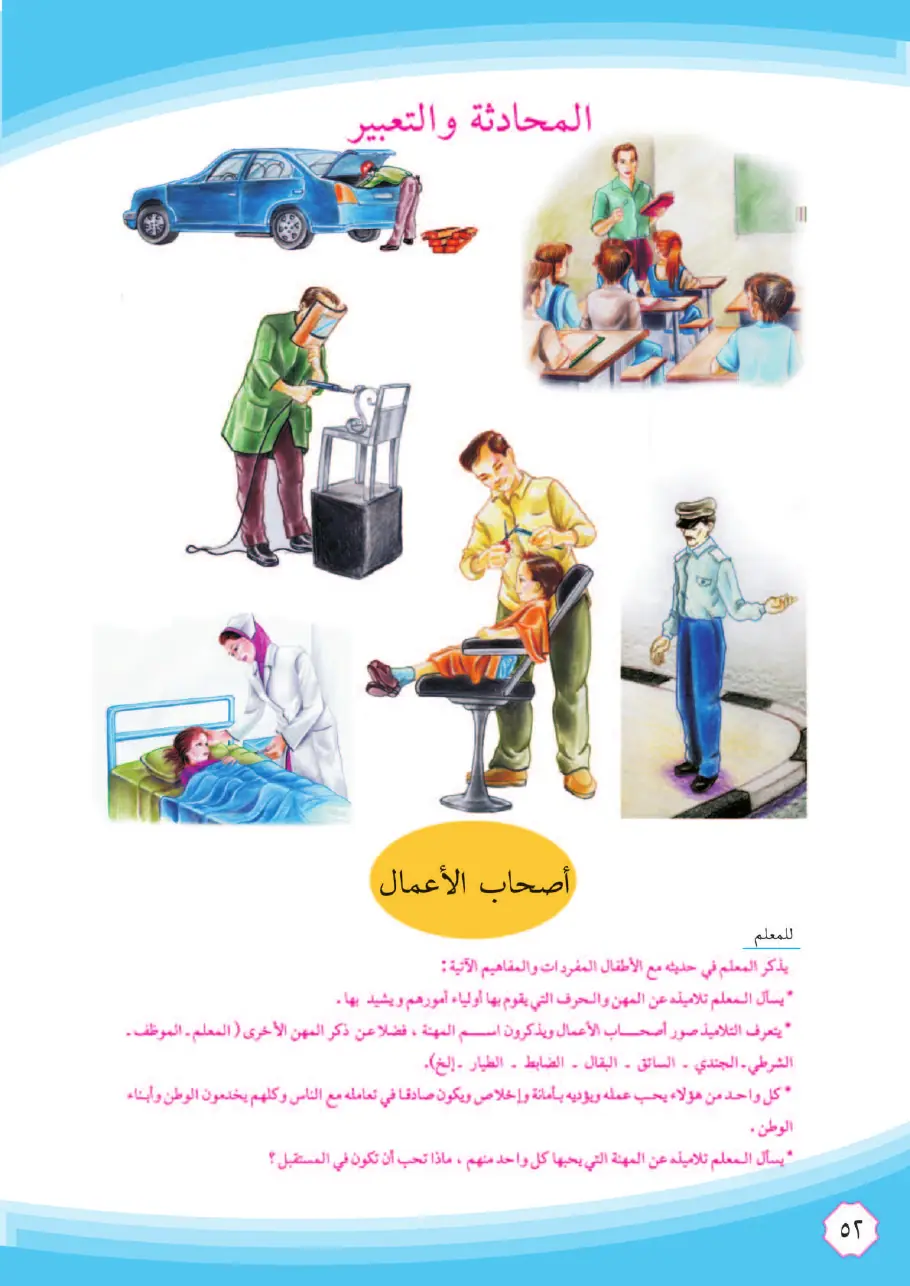 المحادثة والتعبير
أصحاب الأعمال
للمعلم
يذكر المعلم في حديثه مع الأطفال المفردات والمفاهيم الآتية :
* يسأل المعلم تلاميذه عن المهن والحرف التي يقوم بها أولياء أمورهم ويشيد بها .
* يتعرف التلاميذ صور أصحاب الأعمال ويذكرون اسم المهنة ، فضلا عن ذكر المهن الأخرى ( المعلم ـ الموظف ـ
الشرطي ـ الجندي ـ السائق ـ البقال ـ الضابط ـ الطيار ـ إلخ).
* كل واحد من هؤلاء يحب عمله ويؤديه بأمانة وإخلاص ويكون صادقا في تعامله مع الناس وكلهم يخدمون الوطن وأبناء
الوطن .
* يسأل المعلم تلاميذه عن المهنة التي يحبها كل واحد منهم ، ماذا تحب أن تكون في المستقبل ؟
٥٢